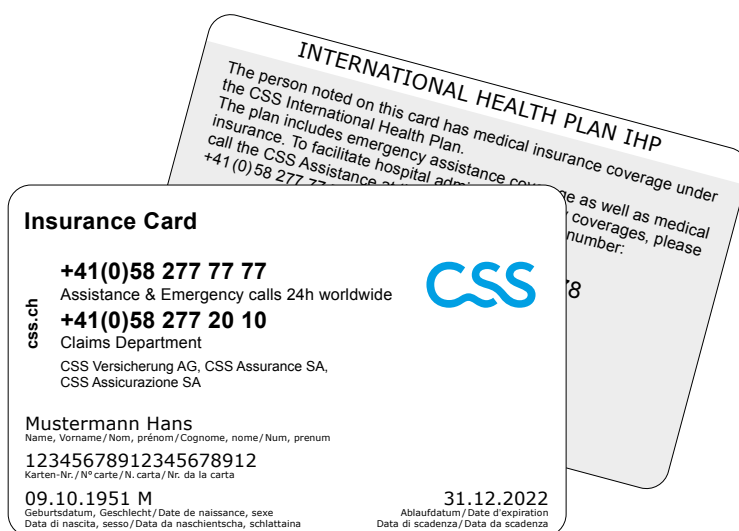 INTERNATIONAL HEALTH PLAN IHP
The person noted on this card has medical insurance coverage under
the CSS International Health Plan.
The plan includes emergency assistance ge as well as medical
insurance. To facilitate hospital coverages, please
call the CSS Assistance at number:
+41(0)58 277
Insurance Card
+41(0)58 277 77 77
Assistance & Emergency calls 24h worldwide
+41(0)58 277 20 10
Claims Department
CSS Versicherung AG, CSS Assurance SA,
CSS Assicurazione SA
css.ch
CSS
Mustermann Hans
Name, Vorname/Nom, prénom/Cognome, nome/Num, prenum
12345678912345678912
Karten-Nr./N° carte/N. carta/Nr. da la carta
09.10.1951 M
Geburtsdatum, Geschlecht/Date de naissance, sexe
Data di nascita, sesso/Data da naschientscha, schlattaina
31.12.2022
Ablaufdatum/Date d'expiration
Data di scadenza/Data da scadenza